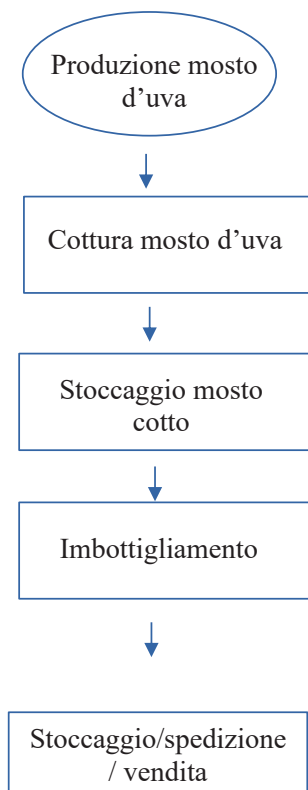 Produzione mosto
d’uva
Cottura mosto d’uva
Stoccaggio mosto
cotto
Imbottigliamento
Stoccaggio/spedizione
/ vendita